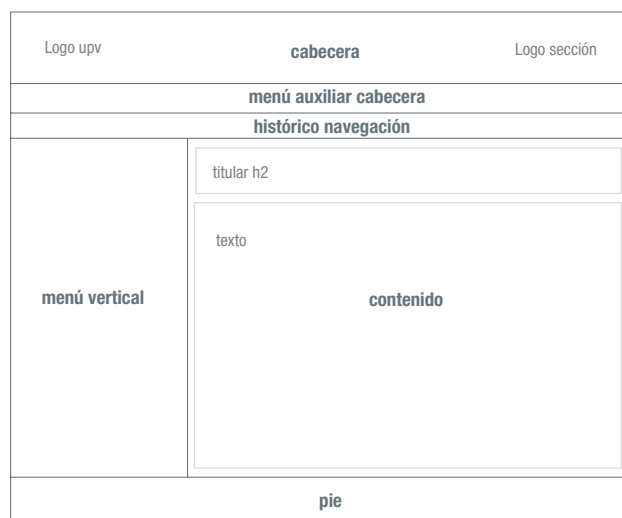 Logo upv
cabecera
Logo sección
menú auxiliar cabecera
histórico navegación
titular h2
texto
menú vertical
contenido
pie